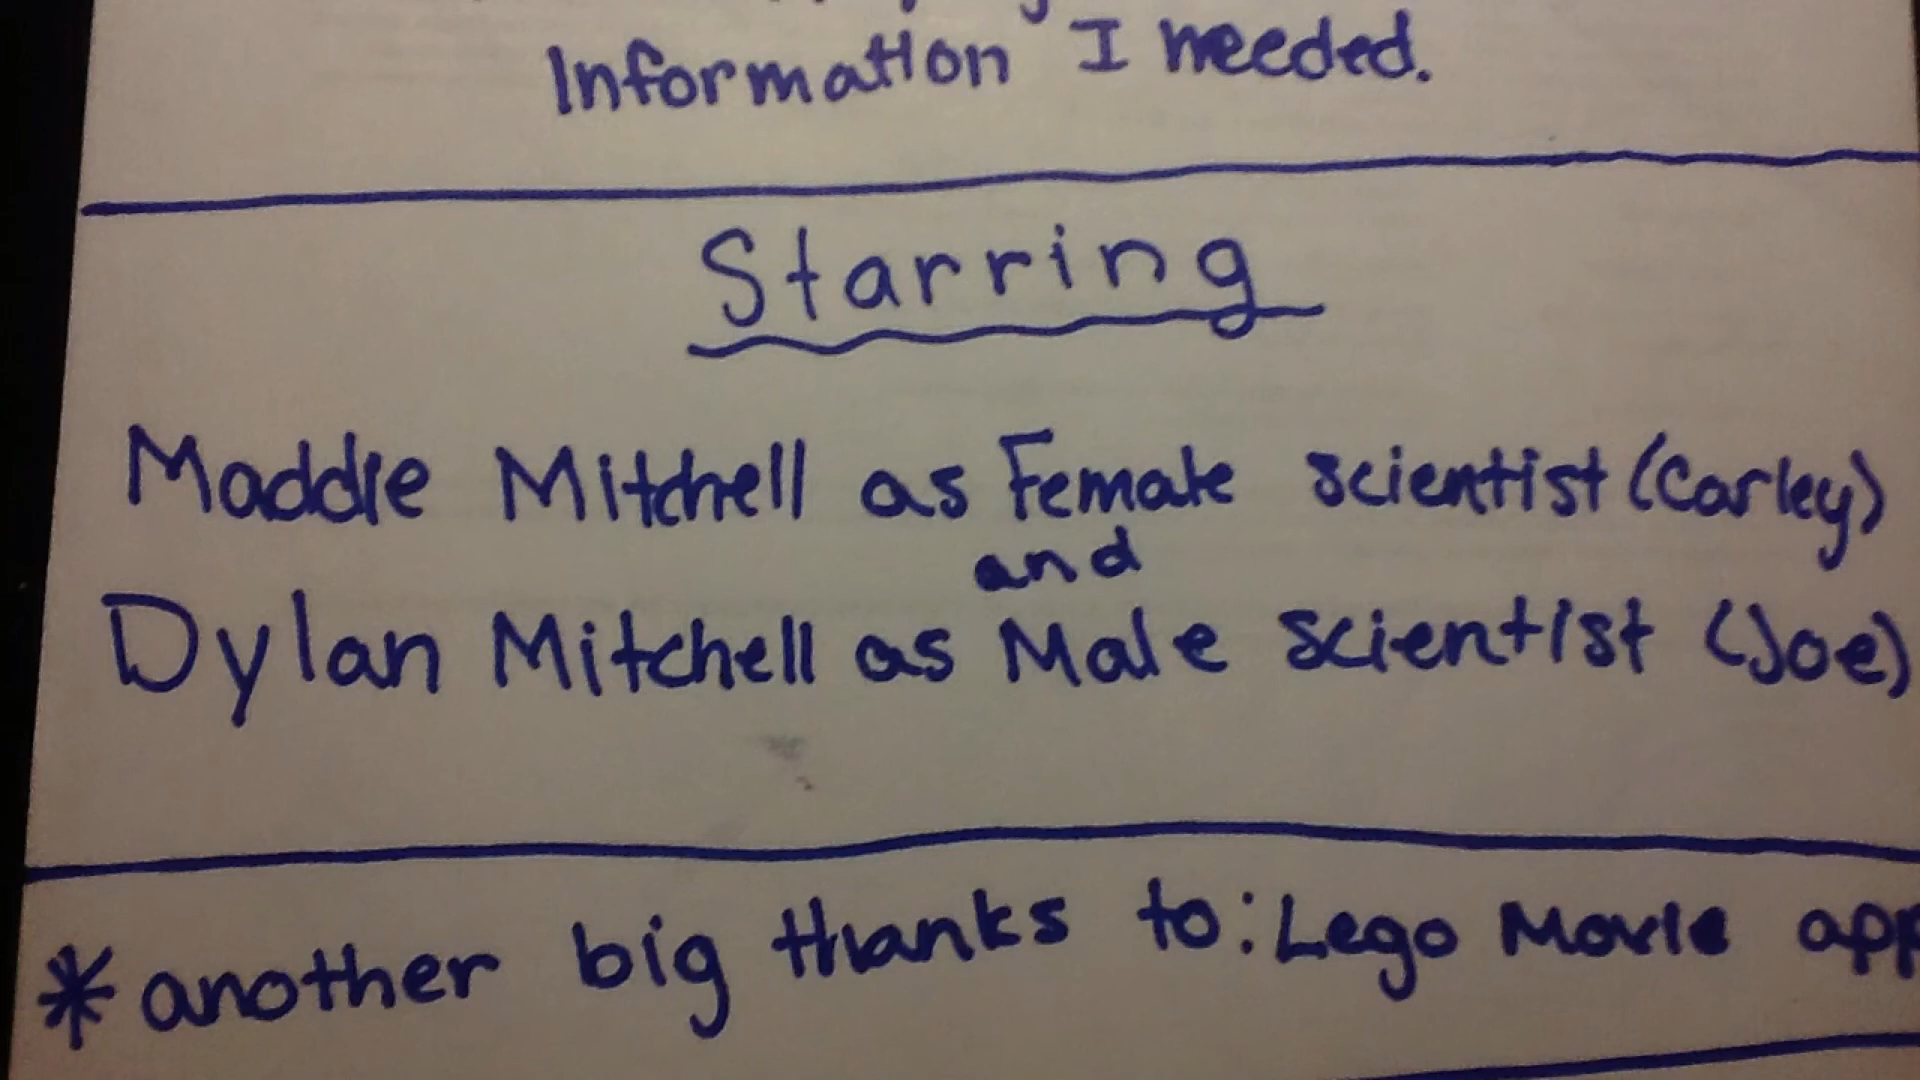 Information I needed.
Starring
Maddie Mitchell as Female scientist (Carley)
and
Dylan Mitchell as Male scientist (Joe)
*another big thanks to: Lego Movie app